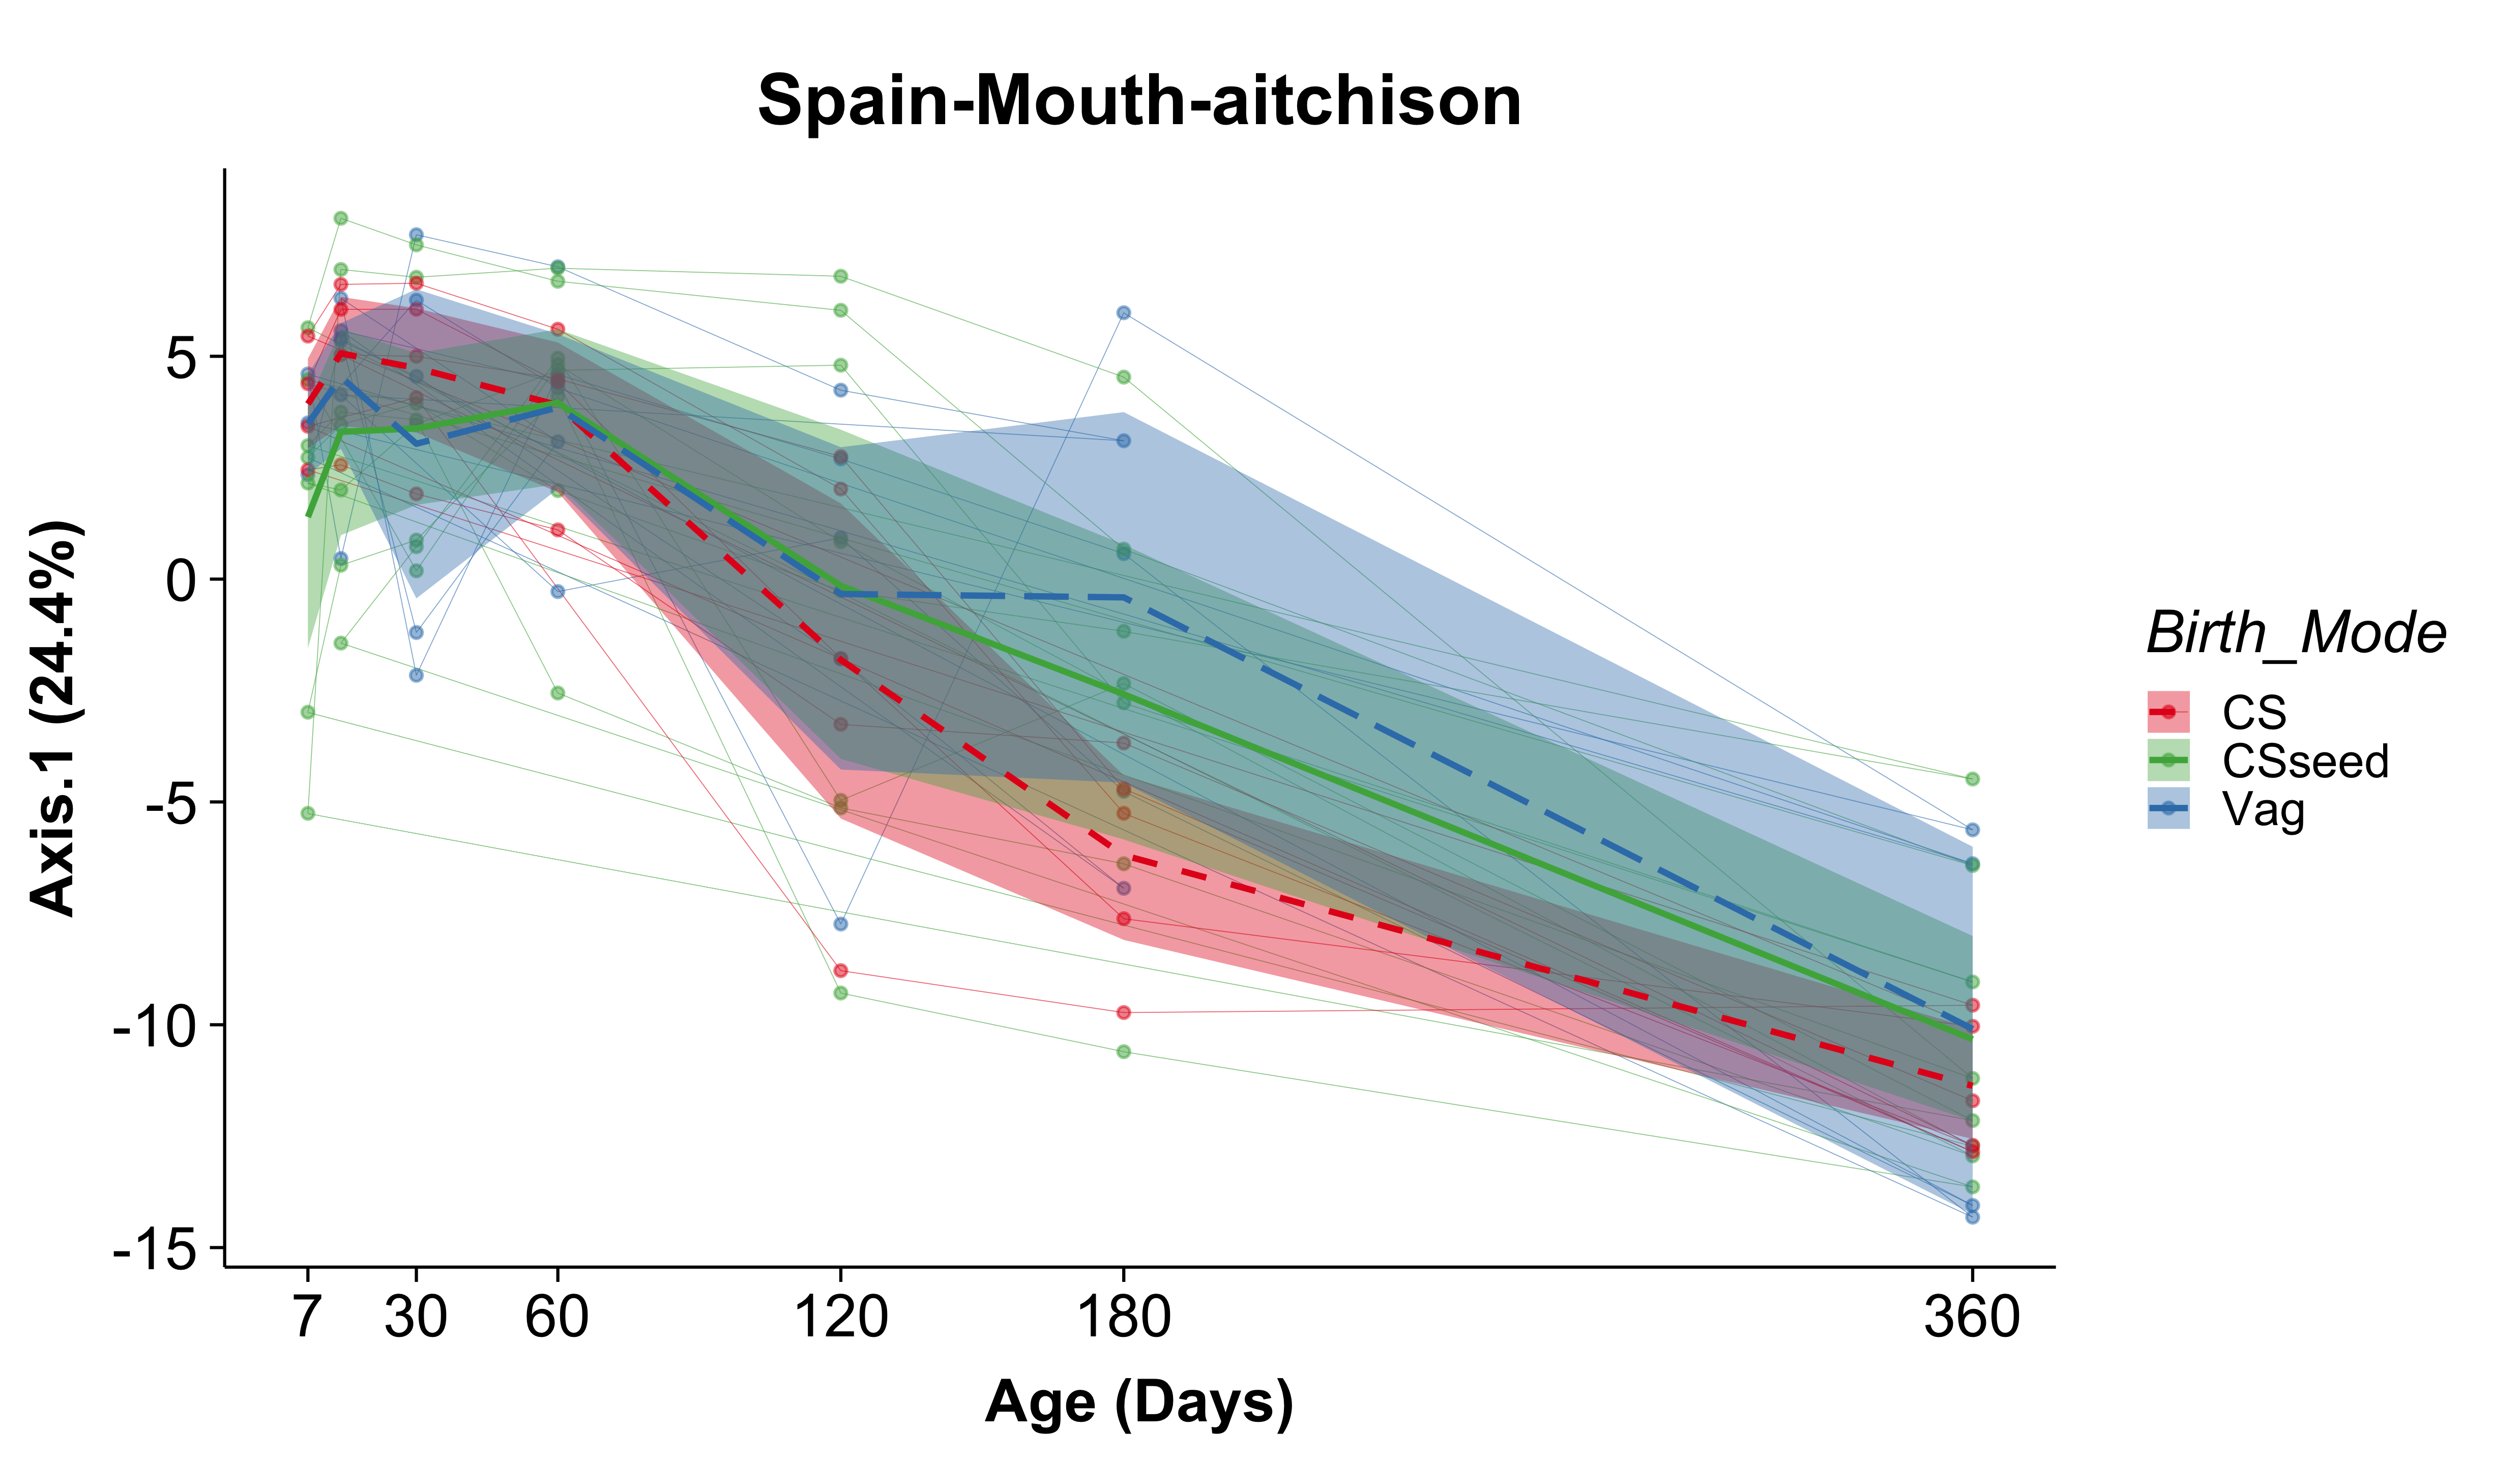 Spain-Mouth-aitchison
Axis.1 (24.4%)
5
0
-5
-10
-15
7 30 60 120 180 360
Age (Days)
Birth_Mode
CS
CSseed
Vag